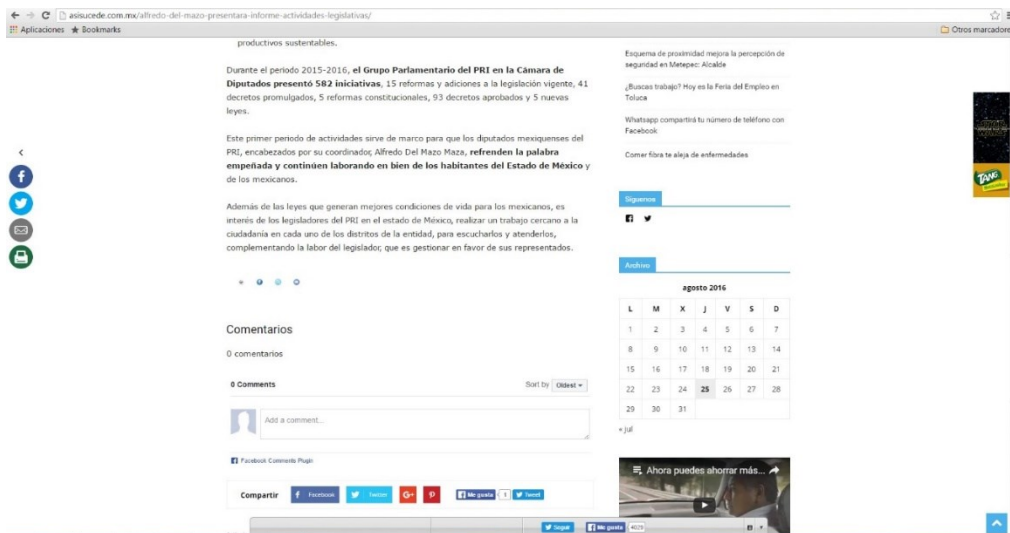 asisucede.com.mx/alfredo-del-mazo-presentara-informe-actividades-legislativas/
Aplicaciones Bookmarks Otros marcadores
productivos sustentables.
Durante el periodo 2015-2016, el Grupo Parlamentario del PRI en la Cámara de
Diputados presentó 582 iniciativas, 15 reformas y adiciones a la legislación vigente, 41
decretos promulgados, 5 reformas constitucionales, 93 decretos aprobados y 5 nuevas
leyes.
Este primer periodo de actividades sirve de marco para que los diputados mexiquenses del
PRI, encabezados por su coordinador, Alfredo Del Mazo Maza, refrenden la palabra
empeñada y continúen laborando en bien de los habitantes del Estado de México y
de los mexicanos.
Además de las leyes que generan mejores condiciones de vida para los mexicanos, es
interés de los legisladores del PRI en el estado de México, realizar un trabajo cercano a la
ciudadanía en cada uno de los distritos de la entidad, para escucharlos y atenderlos,
complementando la labor del legislador, que es gestionar en favor de sus representados.
Comentarios
0 comentarios
0 Comments Sort by Oldest
Add a comment...
Facebook Comments Plugin
Compartir Facebook Twitter G+ Me gusta 1 Tweet
Esquema de proximidad mejora la percepción de
seguridad en Metepec: Alcalde
¿Buscas trabajo? Hoy es la Feria del Empleo en
Toluca
Whatsapp compartirá tu número de teléfono con
Facebook
Comer fibra te aleja de enfermedades
Síguenos
Archivo
agosto 2016
L M X J V S D
1 2 3 4 5 6 7
8 9 10 11 12 13 14
15 16 17 18 19 20 21
22 23 24 25 26 27 28
29 30 31
« Jul
Ahora puedes ahorrar más...
TANG
Seguir Me gusta 4020